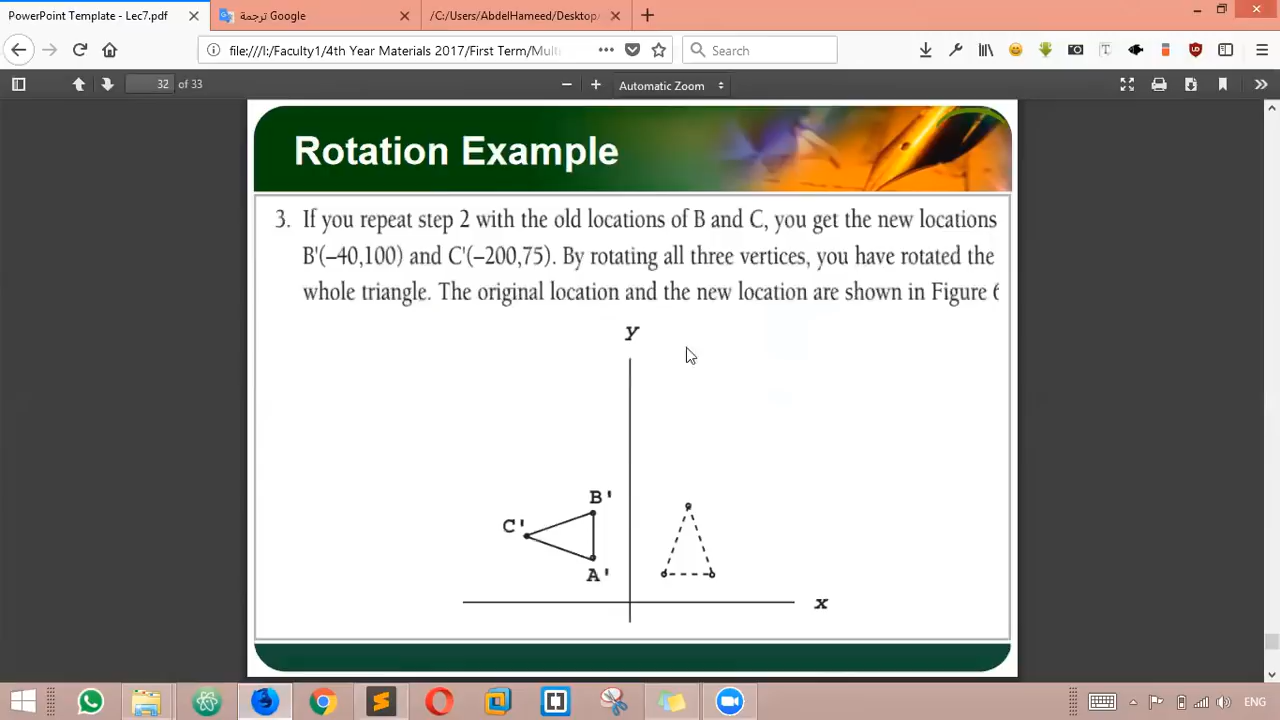 PowerPoint Template - Lec7.pdf
ترجمة Google
/C:/Users/AbdelHameed/Desktop/
file:///I:/Faculty1/4th Year Materials 2017/First Term/Mult
Search
32 of 33
Automatic Zoom
Rotation Example
3. If you repeat step 2 with the old locations of B and C, you get the new locations
B'(–40,100) and C'(–200,75). By rotating all three vertices, you have rotated the
whole triangle. The original location and the new location are shown in Figure 6
y
B'
C'
A'
x
ENG